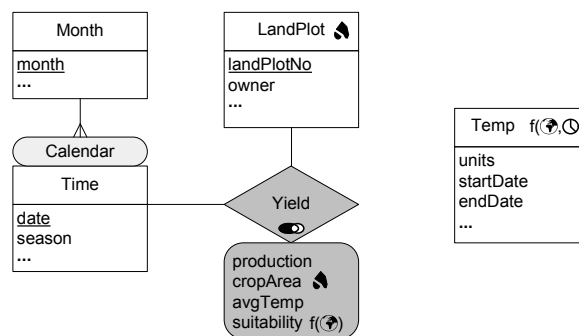 Month
month
...
Calendar
Time
date
season
...
LandPlot
landPlotNo
owner
...
Yield
production
cropArea
avgTemp
suitability f( )
Temp f( , )
units
startDate
endDate
...